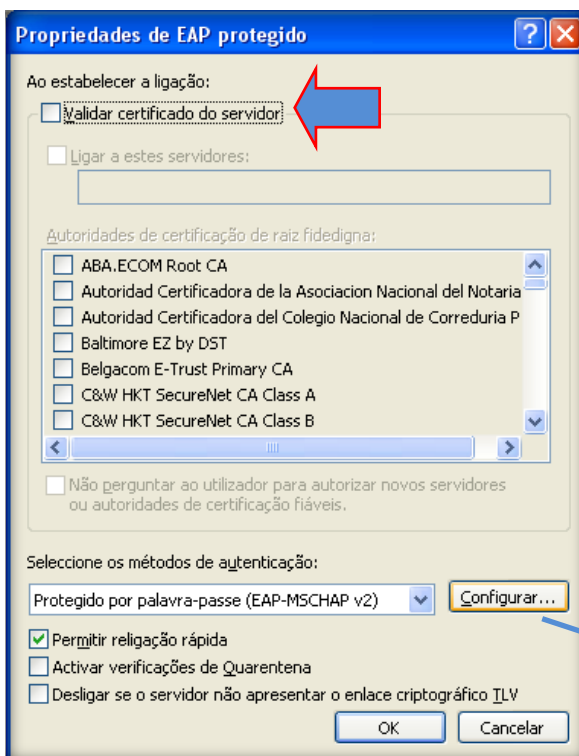 Propriedades de EAP protegido
Ao estabelecer a ligação:
Validar certificado do servidor
Ligar a estes servidores:
Autoridades de certificação de raiz fidedigna:
ABA.ECOM Root CA
Autoridad Certificadora de la Asociacion Nacional del Notaria
Autoridad Certificadora del Colegio Nacional de Correduria P
Baltimore EZ by DST
Belgacom E-Trust Primary CA
C&W HKT SecureNet CA Class A
C&W HKT SecureNet CA Class B
Não perguntar ao utilizador para autorizar novos servidores
ou autoridades de certificação fiáveis.
Seleccione os métodos de autenticação:
Protegido por palavra-passe (EAP-MSCHAP v2) Configurar...
Permitir religação rápida
Activar verificações de Quarentena
Desligar se o servidor não apresentar o enlace criptográfico TLV
OK Cancelar